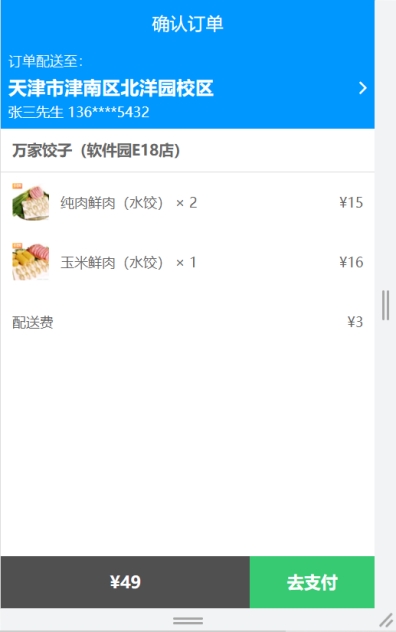 确认订单
订单配送至：
天津市津南区北洋园校区
张三先生 136****5432
万家饺子（软件园E18店）
纯肉鲜肉（水饺） × 2 ¥15
玉米鲜肉（水饺） × 1 ¥16
配送费 ¥3
¥49 去支付